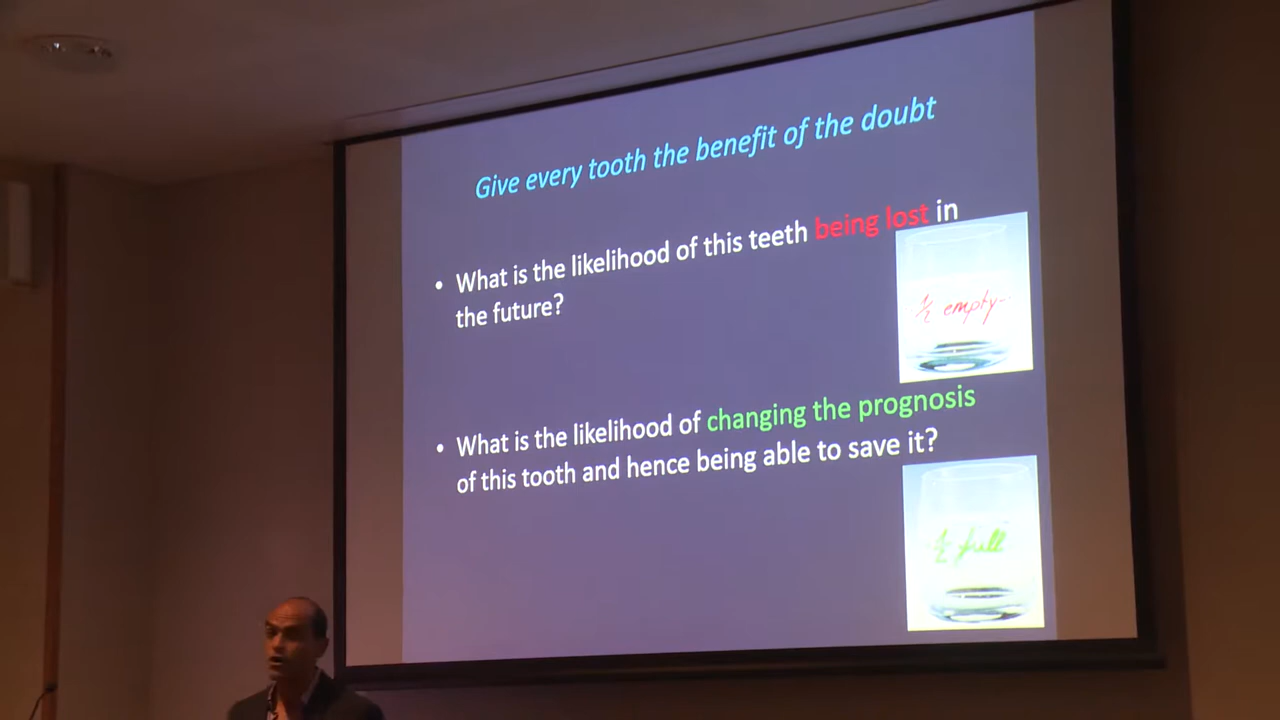 Give every tooth the benefit of the doubt
• What is the likelihood of this teeth being lost in
the future?
½ empty..
• What is the likelihood of changing the prognosis
of this tooth and hence being able to save it?
½ full